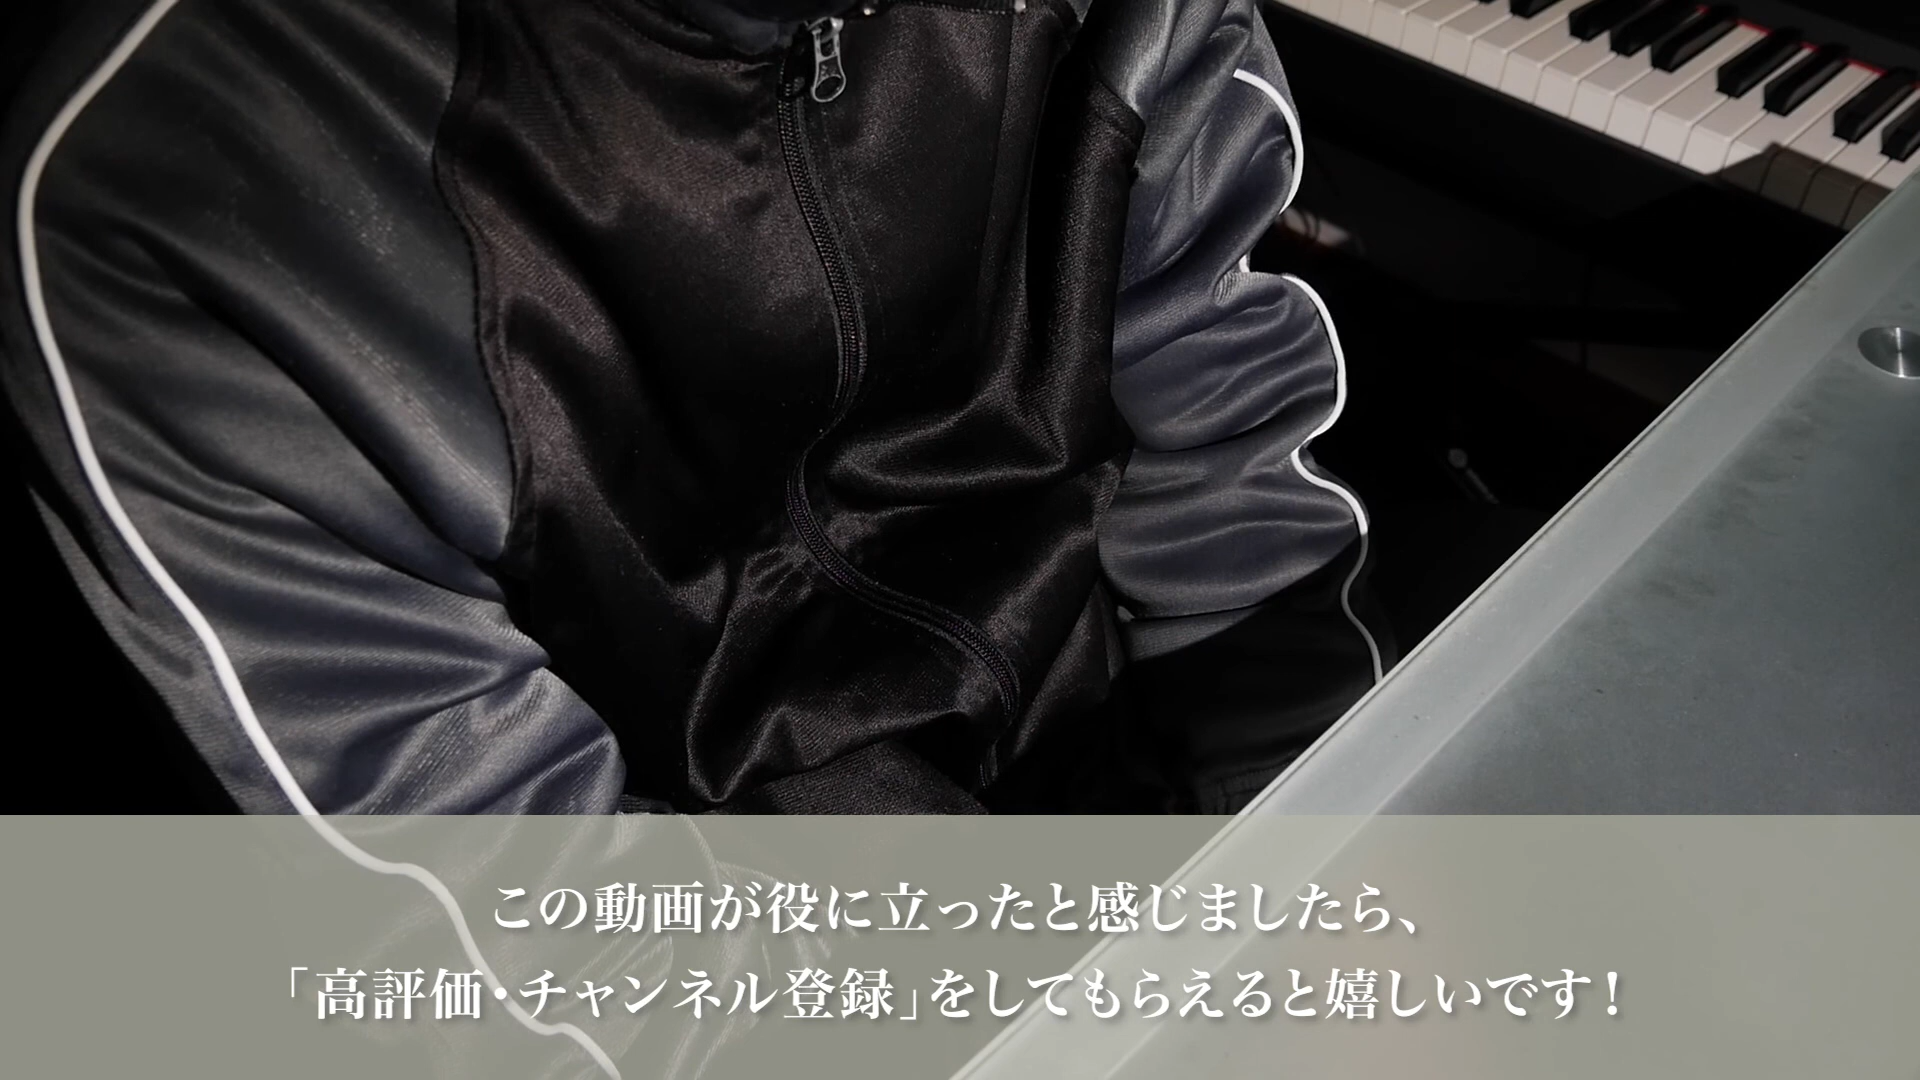 この動画が役に立ったと感じましたら、
「高評価・チャンネル登録」をしてもらえると嬉しいです!